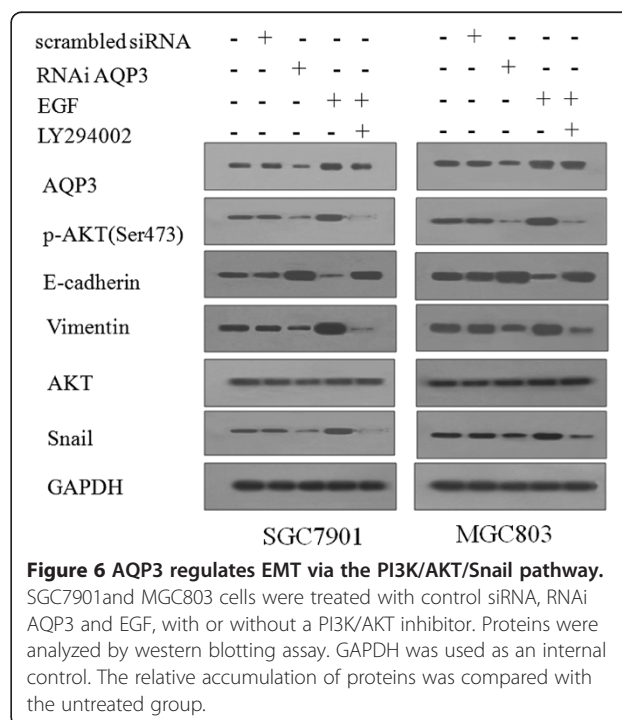 scrambled siRNA - + - - - - + - - -
RNAi AQP3 - - + - - - - + - -
EGF - - - + + - - - + +
LY294002 - - - - + - - - - +
AQP3
p-AKT(Ser473)
E-cadherin
Vimentin
AKT
Snail
GAPDH
SGC7901 MGC803
Figure 6 AQP3 regulates EMT via the PI3K/AKT/Snail pathway.
SGC7901and MGC803 cells were treated with control siRNA, RNAi
AQP3 and EGF, with or without a PI3K/AKT inhibitor. Proteins were
analyzed by western blotting assay. GAPDH was used as an internal
control. The relative accumulation of proteins was compared with
the untreated group.